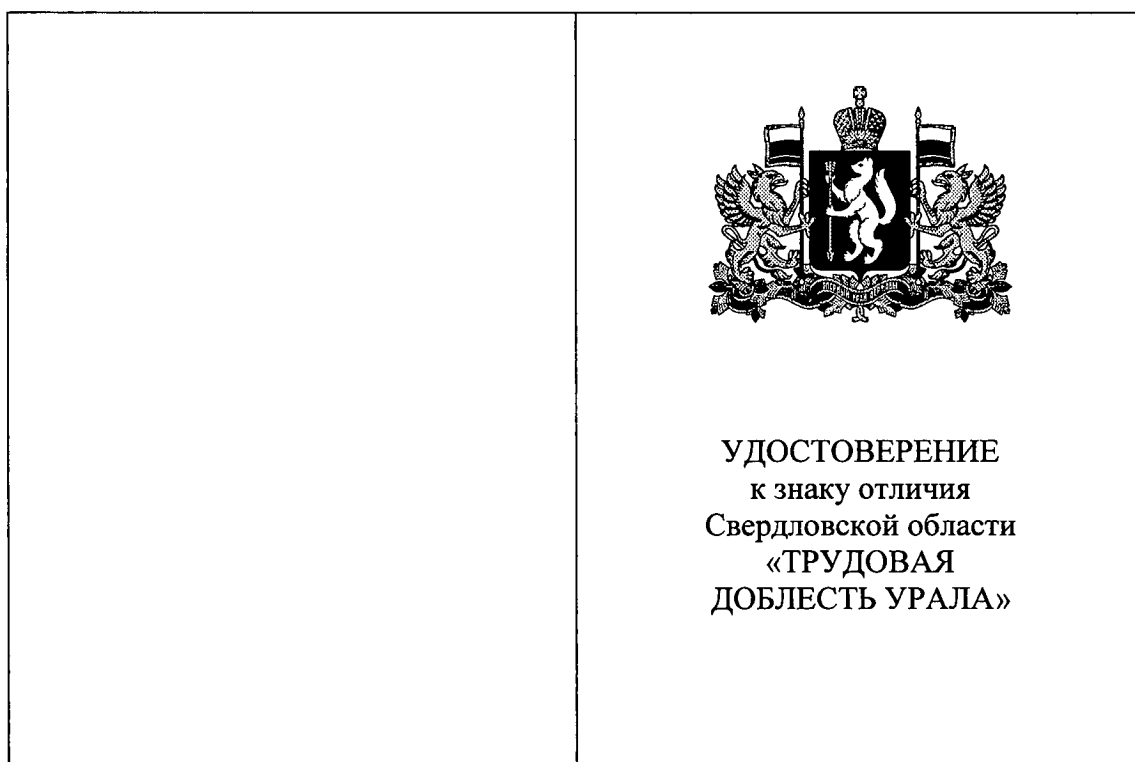 УДОСТОВЕРЕНИЕ
к знаку отличия
Свердловской области
«ТРУДОВАЯ
ДОБЛЕСТЬ УРАЛА»